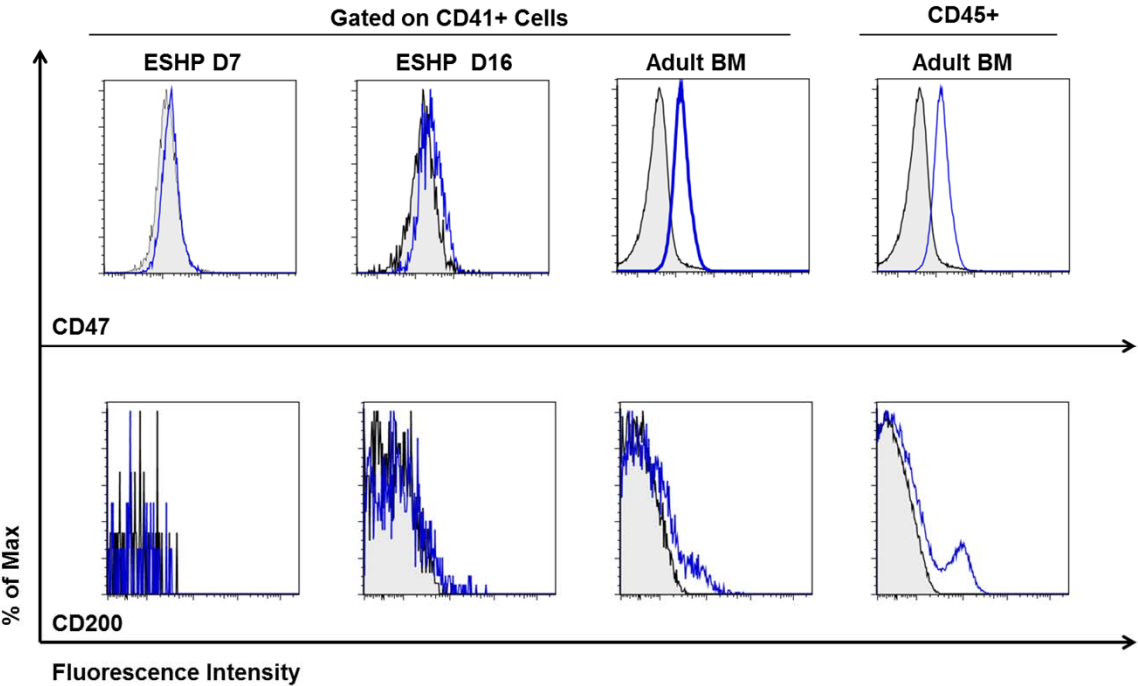 Gated on CD41+ Cells
CD45+
ESHP D7
ESHP D16
Adult BM
Adult BM
CD47
% of Max
CD200
Fluorescence Intensity